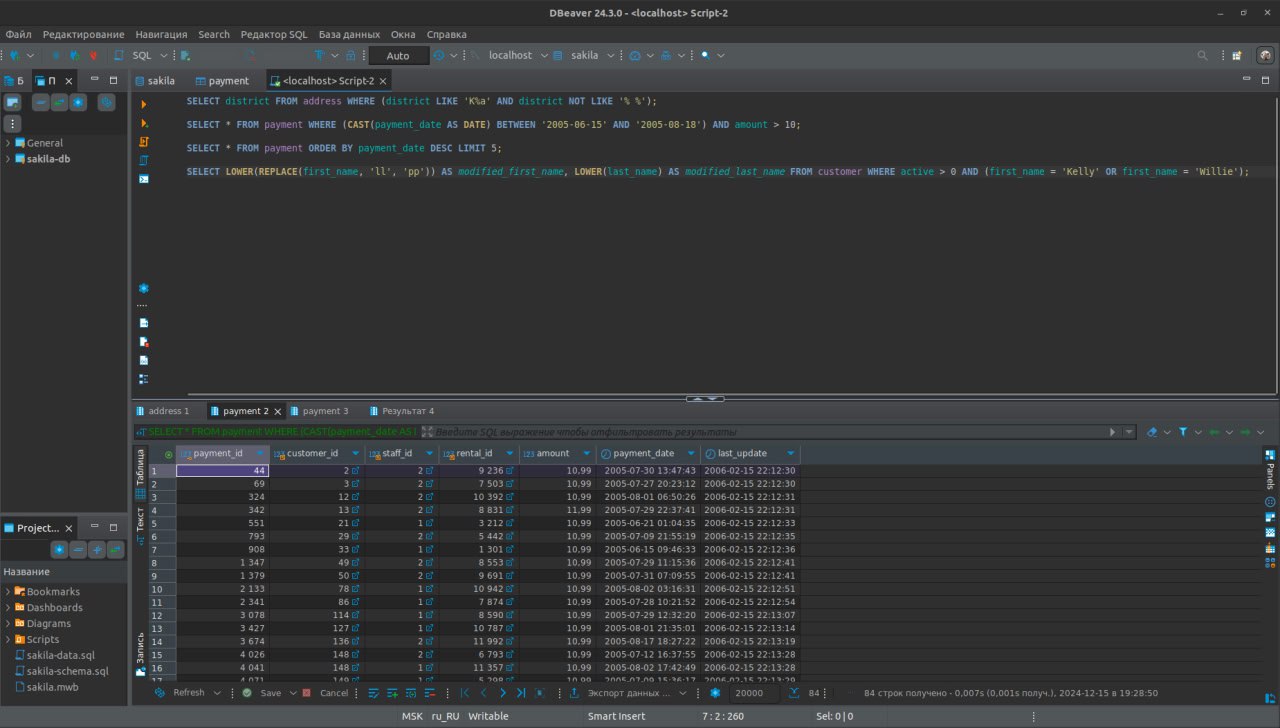 DBeaver 24.3.0 - <localhost> Script-2
Файл Редактирование Навигация Search Редактор SQL База данных Окна Справка
SQL Auto localhost sakila
Б П sakila payment <localhost> Script-2
SELECT district FROM address WHERE (district LIKE 'K%a' AND district NOT LIKE '% %');
SELECT * FROM payment WHERE (CAST(payment_date AS DATE) BETWEEN '2005-06-15' AND '2005-08-18') AND amount > 10;
SELECT * FROM payment ORDER BY payment_date DESC LIMIT 5;
SELECT LOWER(REPLACE(first_name, 'll', 'pp')) AS modified_first_name, LOWER(last_name) AS modified_last_name FROM customer WHERE active > 0 AND (first_name = 'Kelly' OR first_name = 'Willie');
General
sakila-db
Project...
Название
Bookmarks
Dashboards
Diagrams
Scripts
sakila-data.sql
sakila-schema.sql
sakila.mwb
address 1 payment 2 payment 3 Результат 4
SELECT * FROM payment WHERE (CAST(payment_date AS Введите SQL выражение чтобы отфильтровать результаты
Таблица
Текст
Запись
Panels
payment_id customer_id staff_id rental_id amount payment_date last_update
1 44 2 2 9 236 10,99 2005-07-30 13:47:43 2006-02-15 22:12:30
2 69 3 2 7 503 10,99 2005-07-27 20:23:12 2006-02-15 22:12:30
3 324 12 2 10 392 10,99 2005-08-01 06:50:26 2006-02-15 22:12:31
4 342 13 2 8 831 11,99 2005-07-29 22:37:41 2006-02-15 22:12:31
5 551 21 1 3 212 10,99 2005-06-21 01:04:35 2006-02-15 22:12:33
6 793 29 2 5 442 10,99 2005-07-09 21:55:19 2006-02-15 22:12:35
7 908 33 1 1 301 10,99 2005-06-15 09:46:33 2006-02-15 22:12:36
8 1 347 49 2 8 553 10,99 2005-07-29 11:15:36 2006-02-15 22:12:41
9 1 379 50 2 9 691 10,99 2005-07-31 07:09:55 2006-02-15 22:12:41
10 2 133 78 1 10 942 10,99 2005-08-02 03:16:31 2006-02-15 22:12:51
11 2 341 86 1 7 874 10,99 2005-07-28 10:21:52 2006-02-15 22:12:54
12 3 078 114 1 8 590 10,99 2005-07-29 12:32:20 2006-02-15 22:13:07
13 3 427 127 1 10 787 10,99 2005-08-01 21:35:01 2006-02-15 22:13:14
14 3 674 136 2 11 992 10,99 2005-08-17 18:27:22 2006-02-15 22:13:19
15 4 026 148 2 6 793 10,99 2005-07-12 16:37:55 2006-02-15 22:13:28
16 4 041 148 1 11 357 10,99 2005-08-02 17:42:49 2006-02-15 22:13:28
17 4 071 149 1 5 298 10,99 2005-07-09 15:36:17
Refresh Save Cancel Экспорт данных ... 20000 84 84 строк получено - 0,007s (0,001s получ.), 2024-12-15 в 19:28:50
MSK ru_RU Writable Smart Insert 7 : 2 : 260 Sel: 0 | 0